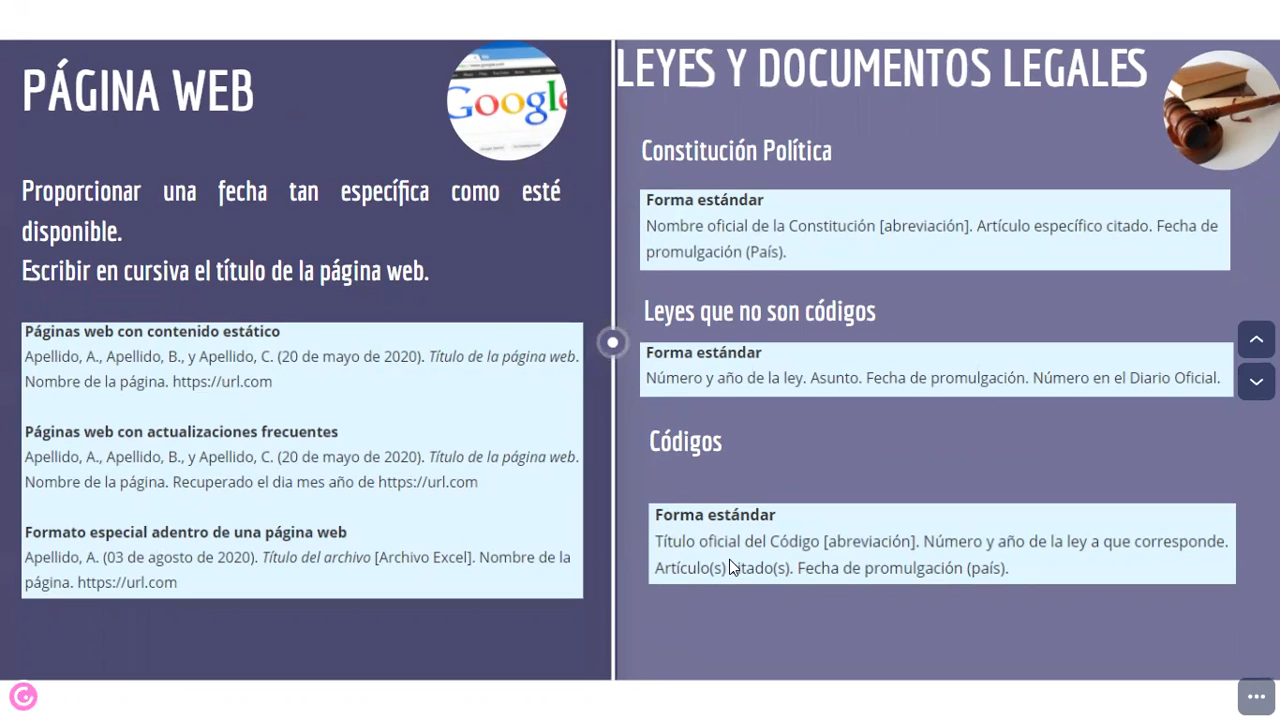 PÁGINA WEB
Google
Proporcionar una fecha tan específica como esté
disponible.
Escribir en cursiva el título de la página web.
Páginas web con contenido estático
Apellido, A., Apellido, B., y Apellido, C. (20 de mayo de 2020). Título de la página web.
Nombre de la página. https://url.com
Páginas web con actualizaciones frecuentes
Apellido, A., Apellido, B., y Apellido, C. (20 de mayo de 2020). Título de la página web.
Nombre de la página. Recuperado el dia mes año de https://url.com
Formato especial adentro de una página web
Apellido, A. (03 de agosto de 2020). Título del archivo [Archivo Excel]. Nombre de la
página. https://url.com
LEYES Y DOCUMENTOS LEGALES
Constitución Política
Forma estándar
Nombre oficial de la Constitución [abreviación]. Artículo específico citado. Fecha de
promulgación (País).
Leyes que no son códigos
Forma estándar
Número y año de la ley. Asunto. Fecha de promulgación. Número en el Diario Oficial.
Códigos
Forma estándar
Título oficial del Código [abreviación]. Número y año de la ley a que corresponde.
Artículo(s) citado(s). Fecha de promulgación (país).